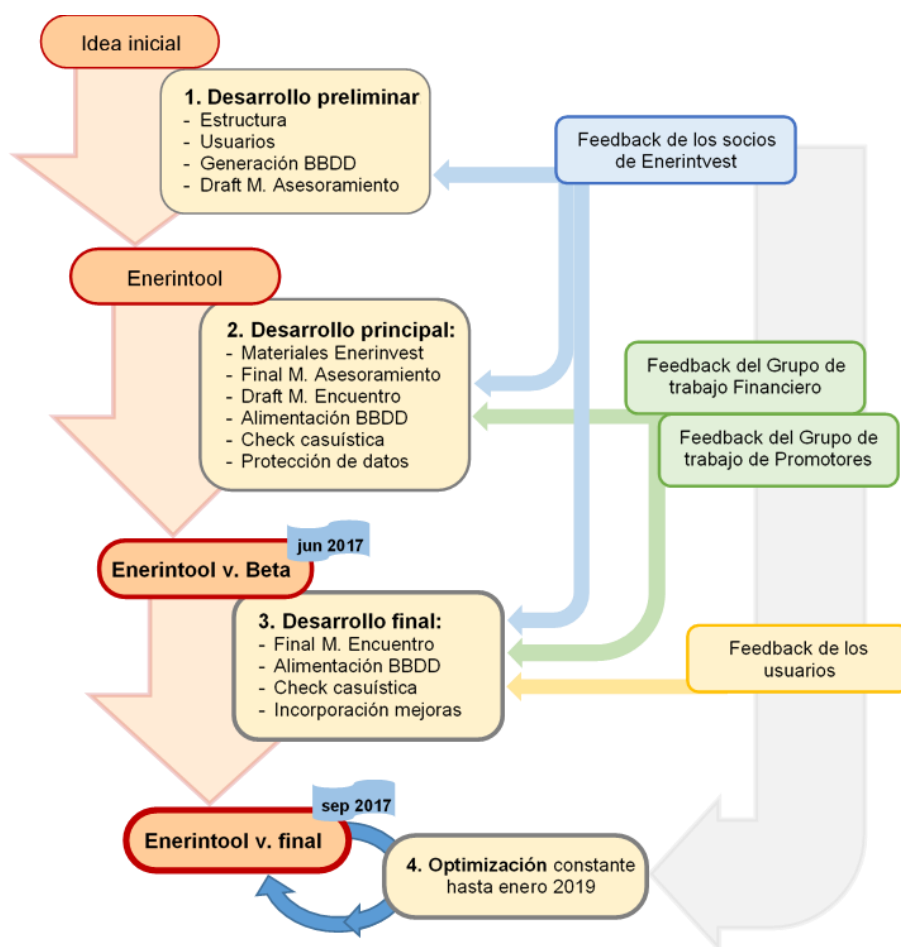 Idea inicial
1. Desarrollo preliminar
- Estructura
- Usuarios
- Generación BBDD
- Draft M. Asesoramiento
Feedback de los socios
de Enerintvest
Enerintool
2. Desarrollo principal:
- Materiales Enerinvest
- Final M. Asesoramiento
- Draft M. Encuentro
- Alimentación BBDD
- Check casuística
- Protección de datos
Feedback del Grupo de
trabajo Financiero
Feedback del Grupo de
trabajo de Promotores
jun 2017
Enerintool v. Beta
3. Desarrollo final:
- Final M. Encuentro
- Alimentación BBDD
- Check casuística
- Incorporación mejoras
Feedback de los
usuarios
sep 2017
Enerintool v. final
4. Optimización constante
hasta enero 2019